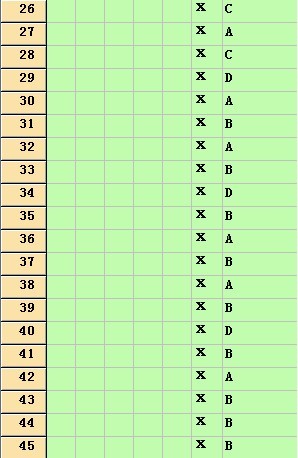 26 X C
27 X A
28 X C
29 X D
30 X A
31 X B
32 X A
33 X B
34 X D
35 X B
36 X A
37 X B
38 X A
39 X B
40 X D
41 X B
42 X A
43 X B
44 X B
45 X B